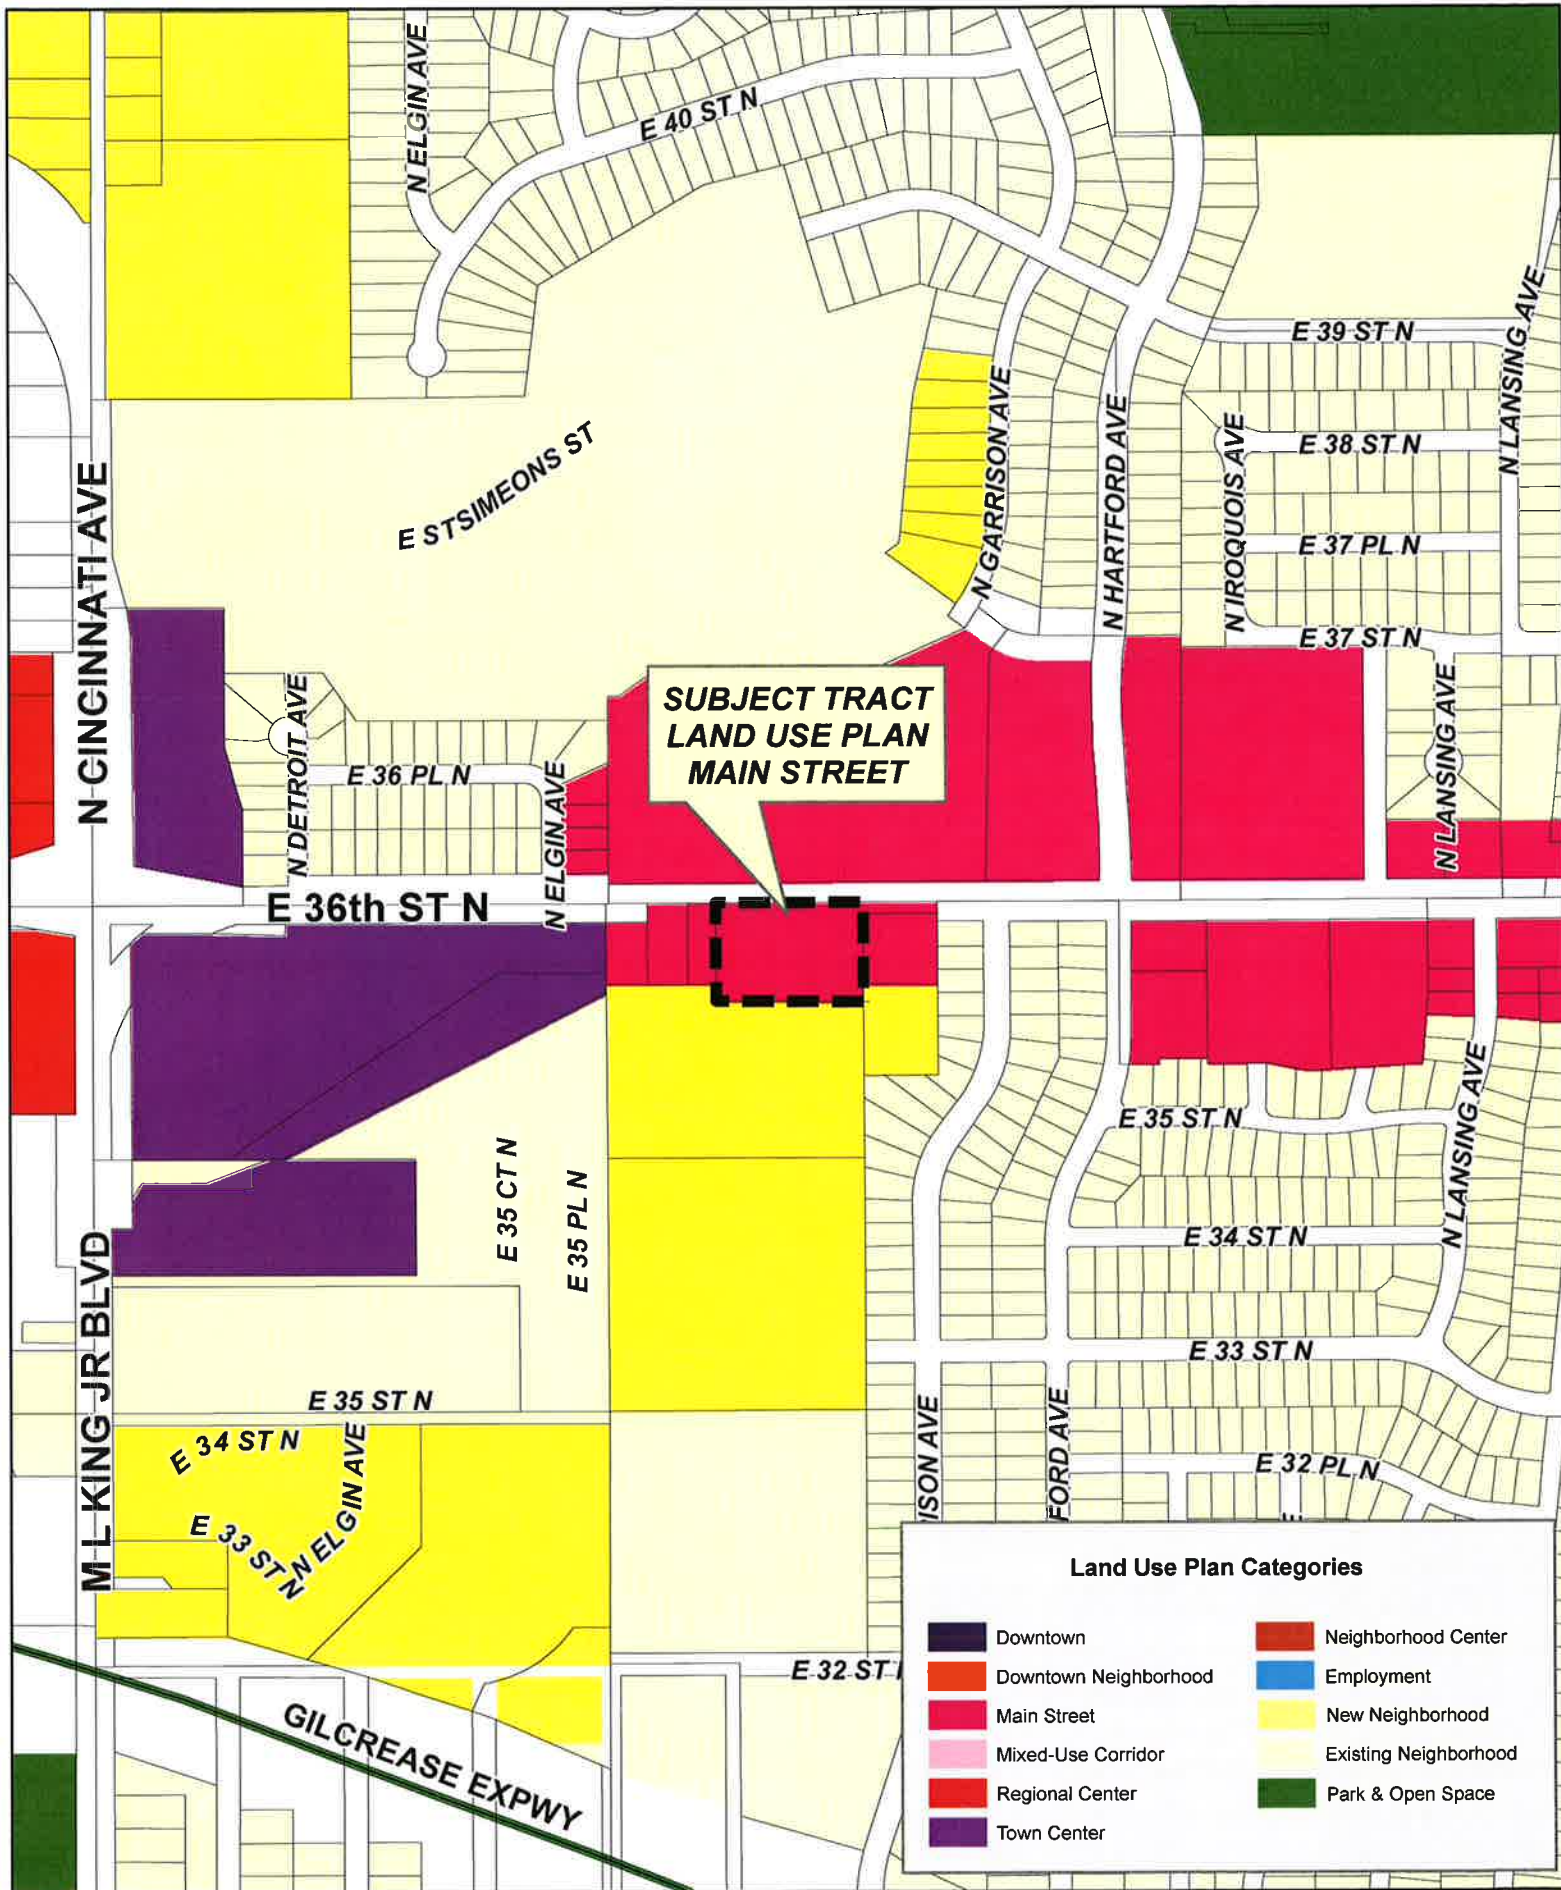 N ELGIN AVE
E 40 ST N
E 39 ST N
N LANSING AVE
N GARRISON AVE
N HARTFORD AVE
N IROQUOIS AVE
E 38 ST N
E STSIMEONS ST
N CINCINNATI AVE
E 37 PL N
E 37 ST N
SUBJECT TRACT
LAND USE PLAN
MAIN STREET
N DETROIT AVE
E 36 PL N
N ELGIN AVE
N LANSING AVE
E 36th ST N
E 35 ST N
N LANSING AVE
E 35 CT N
E 35 PL N
E 34 ST N
M L KING JR BLVD
E 33 ST N
E 35 ST N
E 34 ST N
N ELGIN AVE
E 33 ST N
ISON AVE
FORD AVE
E 32 PL N
E
E 32 ST
GILCREASE EXPWY
Land Use Plan Categories
Downtown
Downtown Neighborhood
Main Street
Mixed-Use Corridor
Regional Center
Town Center
Neighborhood Center
Employment
New Neighborhood
Existing Neighborhood
Park & Open Space